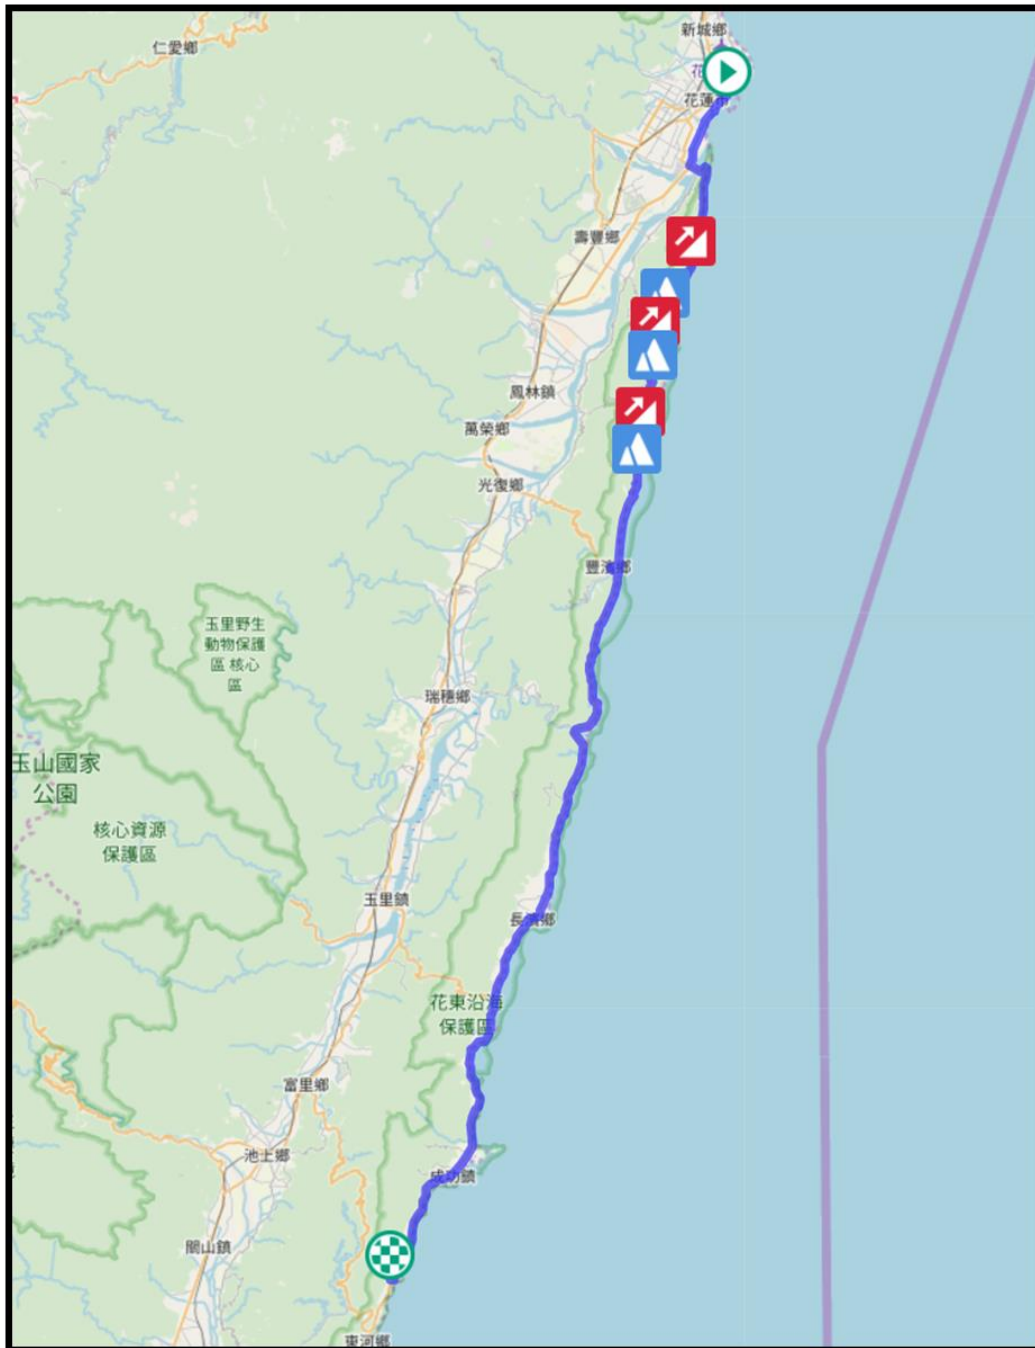 新城鄉
仁愛鄉
花
花蓮市
壽豐鄉
鳳林鎮
萬榮鄉
光復鄉
豐濱鄉
玉里野生
動物保護
區 核心
區
瑞穗鄉
玉山國家
公園
核心資源
保護區
玉里鎮
長濱鄉
花東沿海
保護區
富里鄉
池上鄉
成功鎮
關山鎮
東河鄉